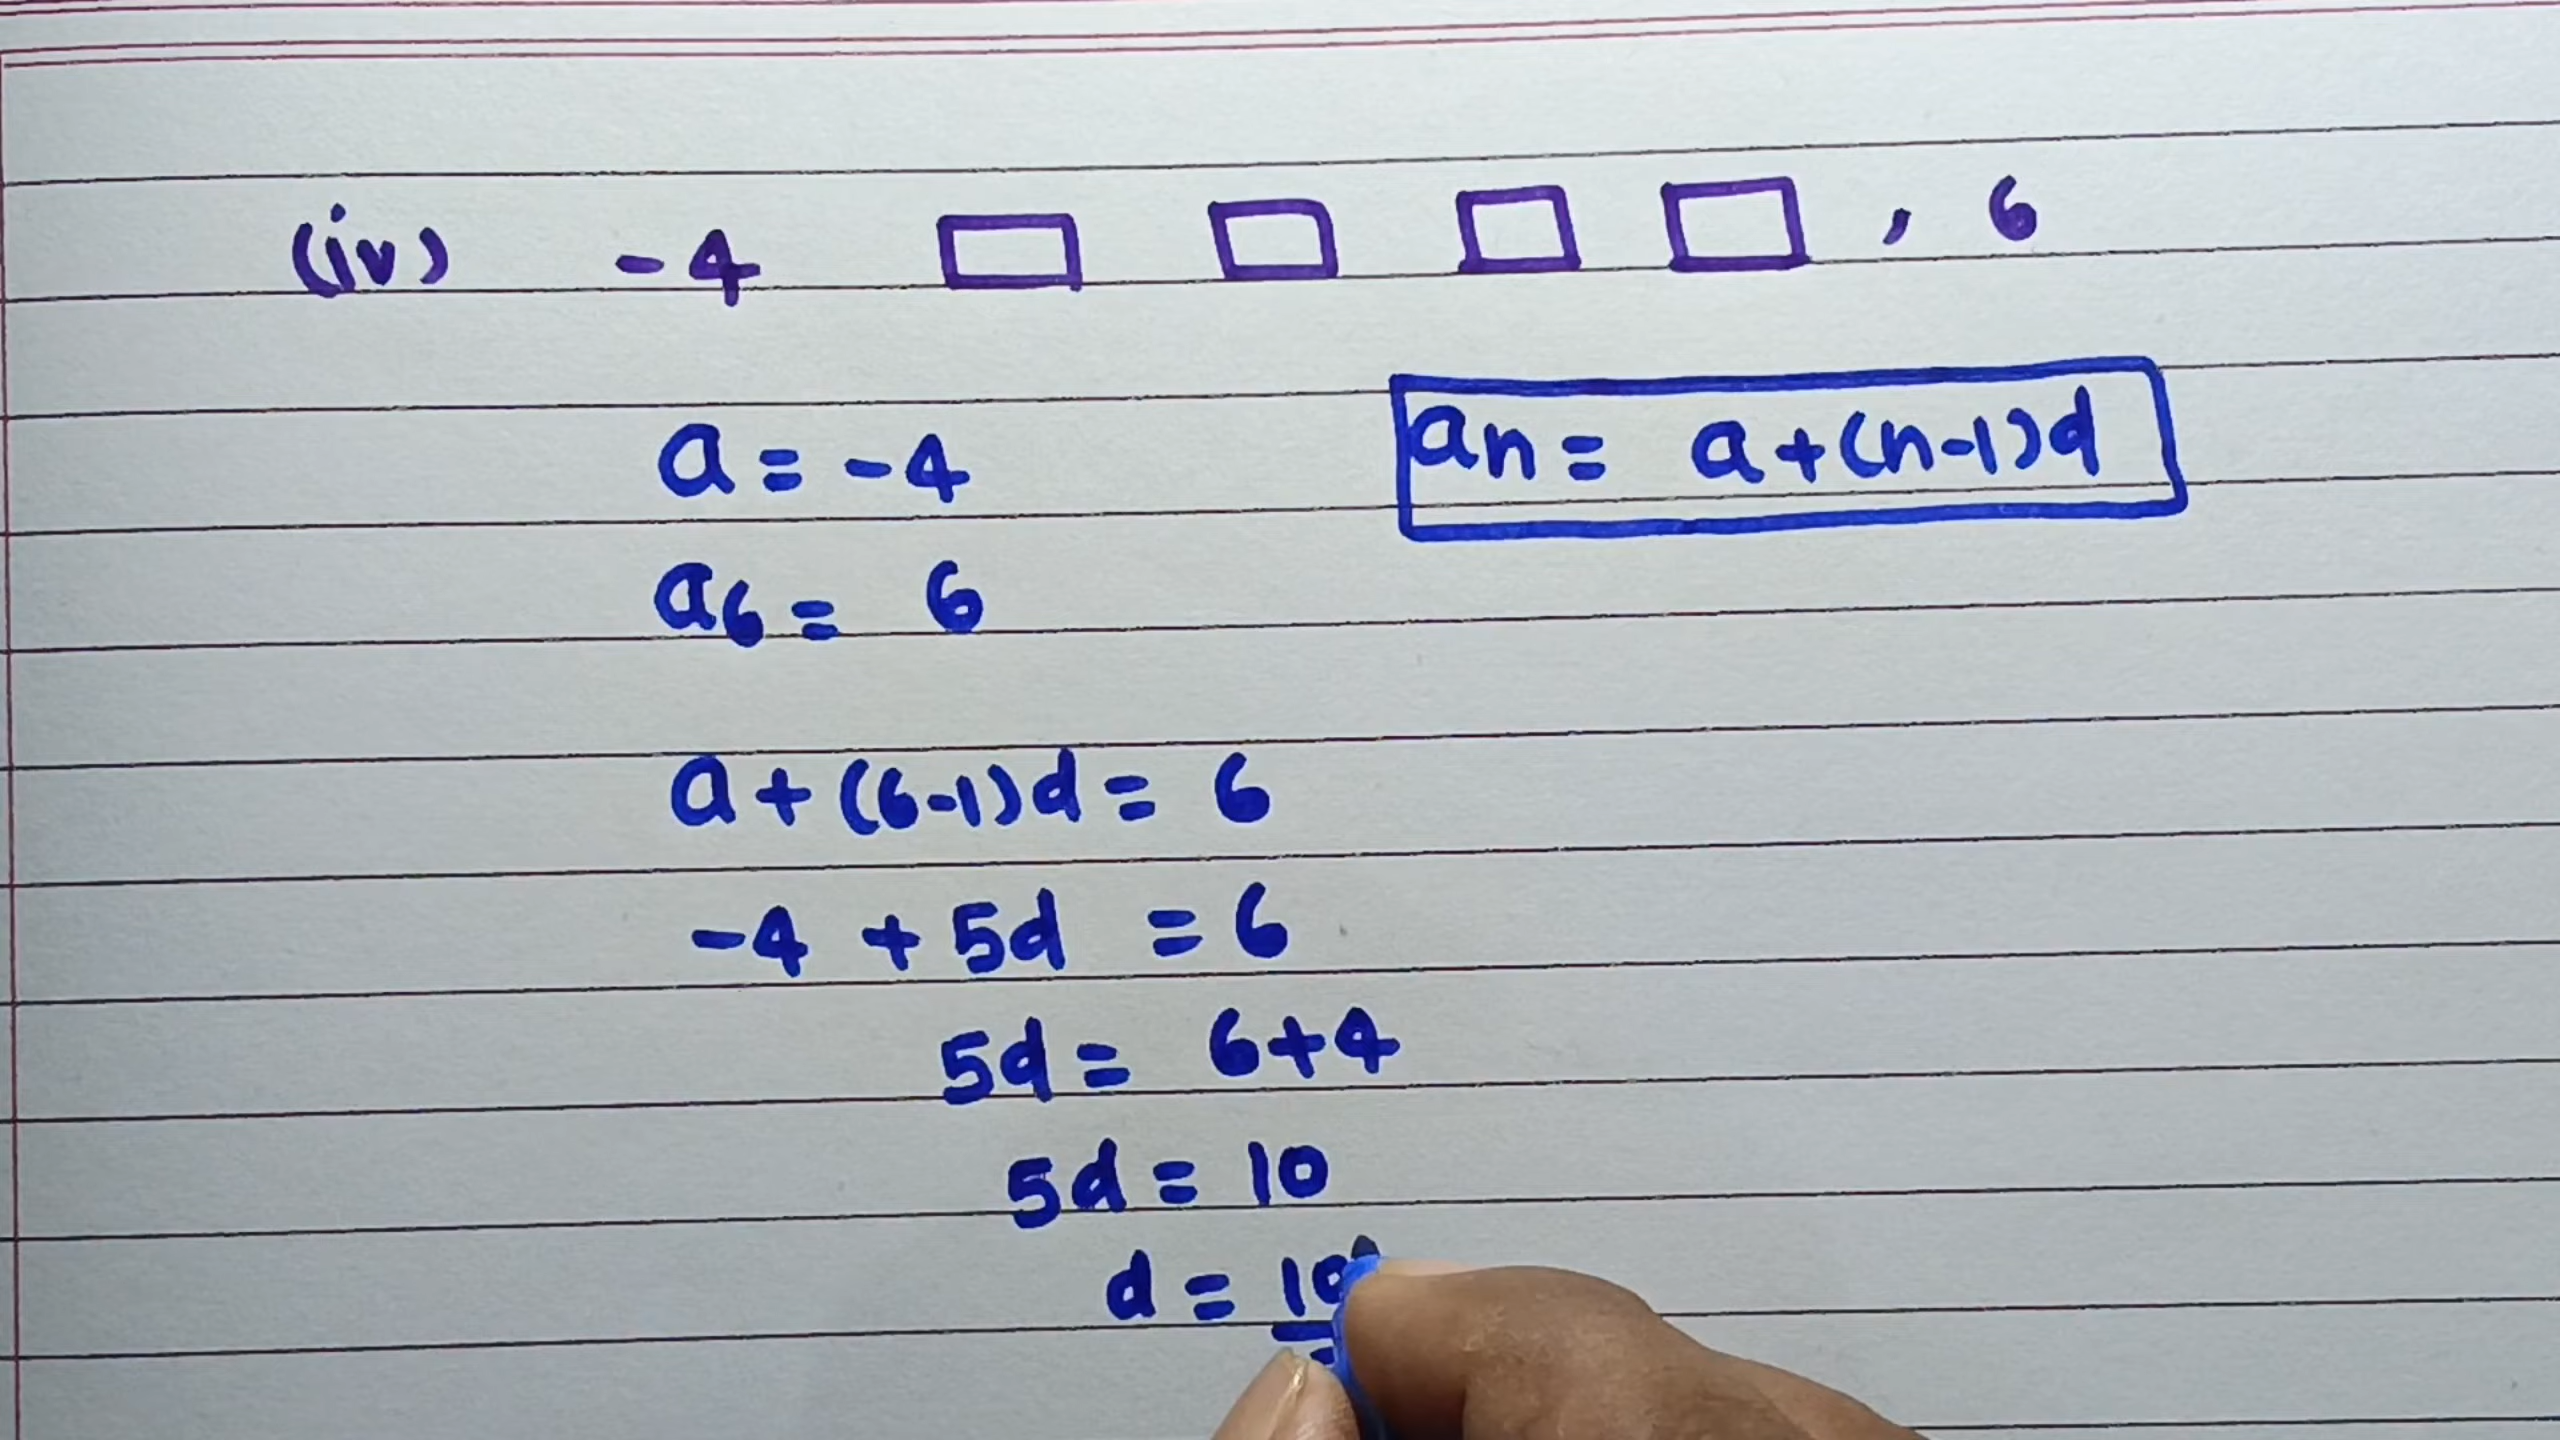 (iv) -4 □ □ □ □ , 6
a = -4
an = a+(n-1)d
a6 = 6
a+(6-1)d = 6
-4 + 5d = 6
5d = 6+4
5d = 10
d = 10